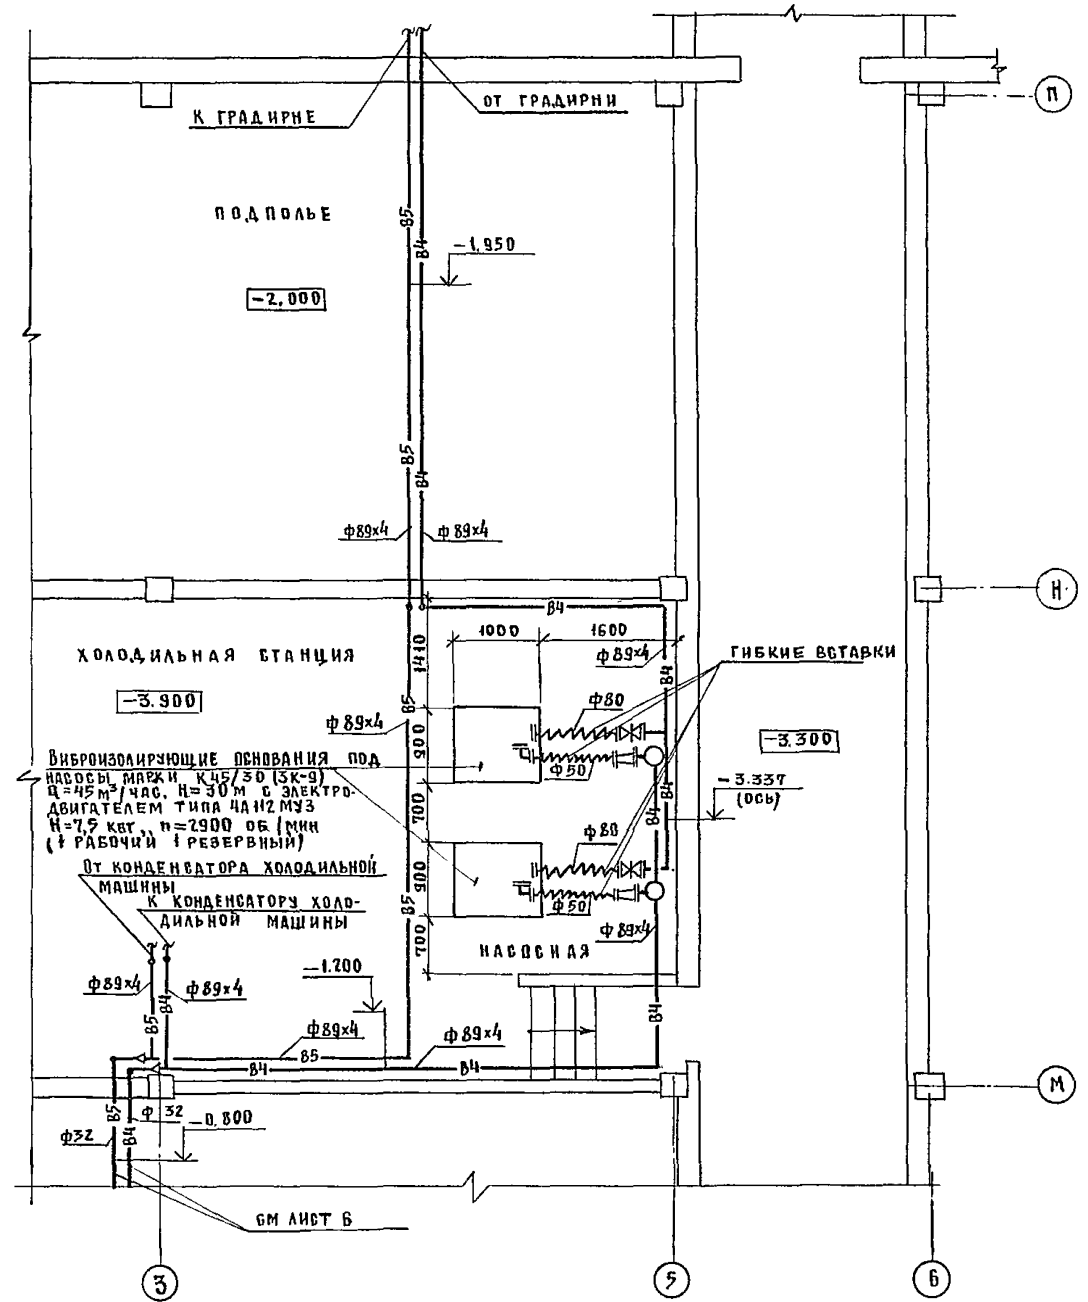 К ГРАДИРНЕ
ОТ ГРАДИРНИ
П
ПОДПОЛЬЕ
В5
В4
-1.950
-2,000
В5
В4
ф89х4
ф89х4
Н
В4
1000
1600
1410
ф89х4
ХОЛОДИЛЬНАЯ СТАНЦИЯ
ГИБКИЕ ВСТАВКИ
В4
-3.900
В5
ф80
ф89х4
900
-3.300
ф50
ВИБРОИЗОЛИРУЮЩИЕ ОСНОВАНИЯ ПОД
НАСОСЫ МАРКИ К45/30 (3К-9)
Q=45 М³/ЧАС, Н=30М С ЭЛЕКТРО-
ДВИГАТЕЛЕМ ТИПА 4А112МУ3
Н=7,5 КВТ, n=2900 ОБ/МИН
(1 РАБОЧИЙ 1 РЕЗЕРВНЫЙ)
700
В4
В4
-3.337
(ОСЬ)
ф80
900
В5
ф50
ОТ КОНДЕНСАТОРА ХОЛОДИЛЬНОЙ
МАШИНЫ
К КОНДЕНСАТОРУ ХОЛО-
ДИЛЬНОЙ МАШИНЫ
700
ф89х4
НАСОСНАЯ
-1.200
ф89х4
ф89х4
В5
В4
В4
ф89х4
ф89х4
В5
В4
В4
М
В5
В4
ф32
ф32
-0,800
СМ ЛИСТ 6
3
5
6